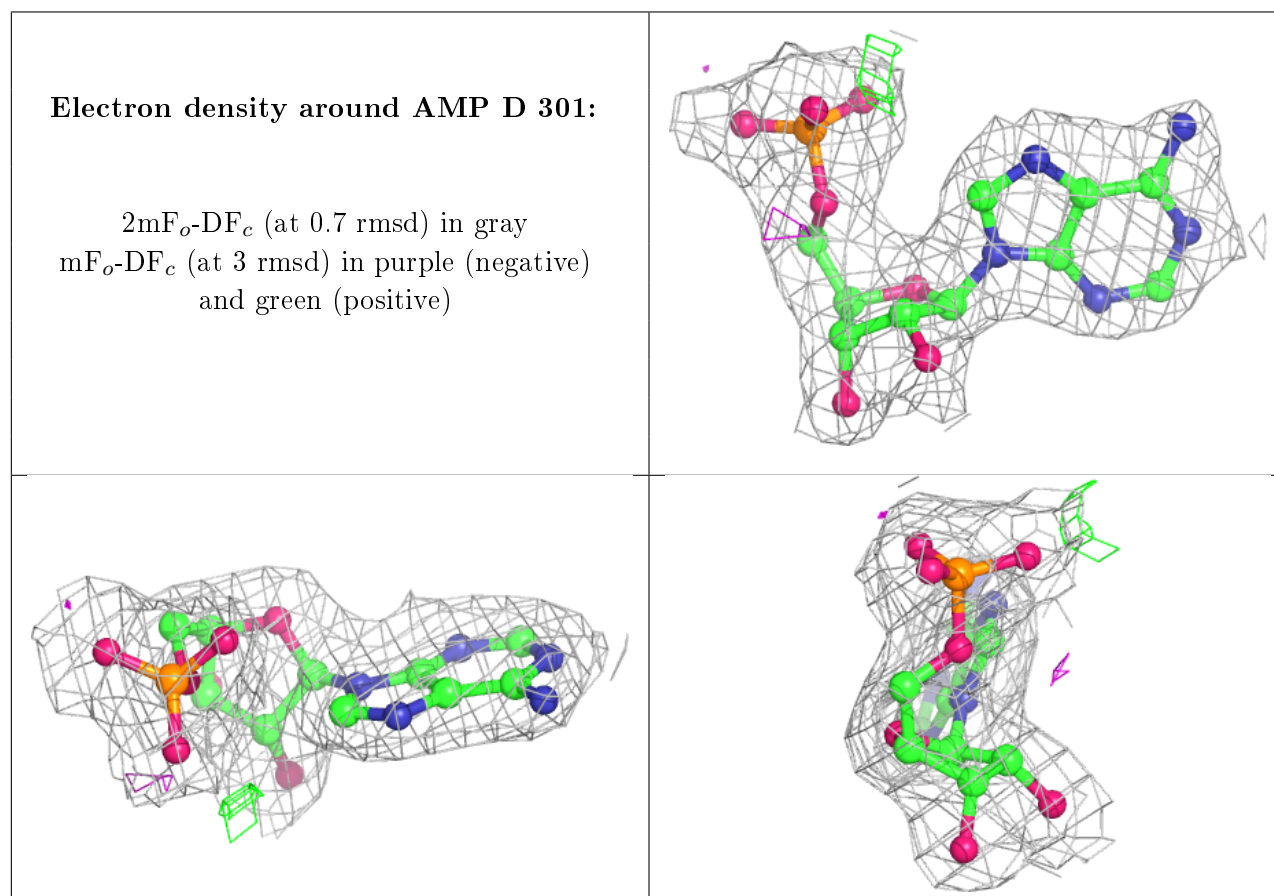 Electron density around AMP D 301:
2mFo-DFc (at 0.7 rmsd) in gray
mFo-DFc (at 3 rmsd) in purple (negative)
and green (positive)